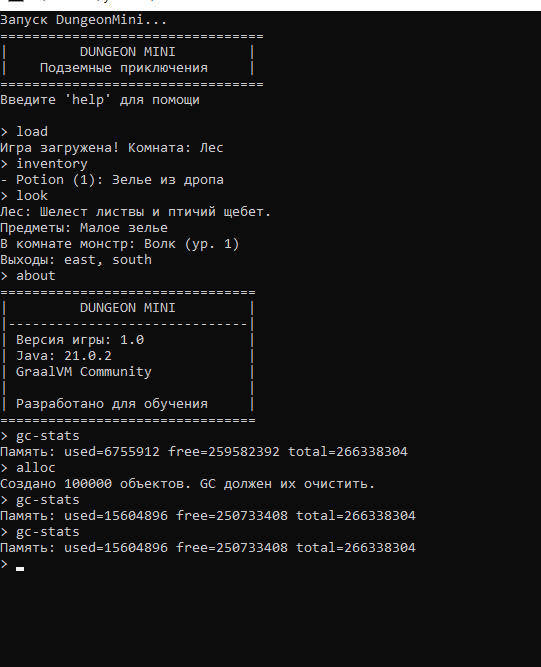 Запуск DungeonMini...
=================================
|         DUNGEON MINI         |
|    Подземные приключения     |
=================================
Введите 'help' для помощи
> load
Игра загружена! Комната: Лес
> inventory
- Potion (1): Зелье из дропа
> look
Лес: Шелест листвы и птичий щебет.
Предметы: Малое зелье
В комнате монстр: Волк (ур. 1)
Выходы: east, south
> about
================================
|         DUNGEON MINI         |
|------------------------------|
| Версия игры: 1.0             |
| Java: 21.0.2                 |
| GraalVM Community            |
|                              |
| Разработано для обучения     |
================================
> gc-stats
Память: used=6755912 free=259582392 total=266338304
> alloc
Создано 100000 объектов. GC должен их очистить.
> gc-stats
Память: used=15604896 free=250733408 total=266338304
> gc-stats
Память: used=15604896 free=250733408 total=266338304
>